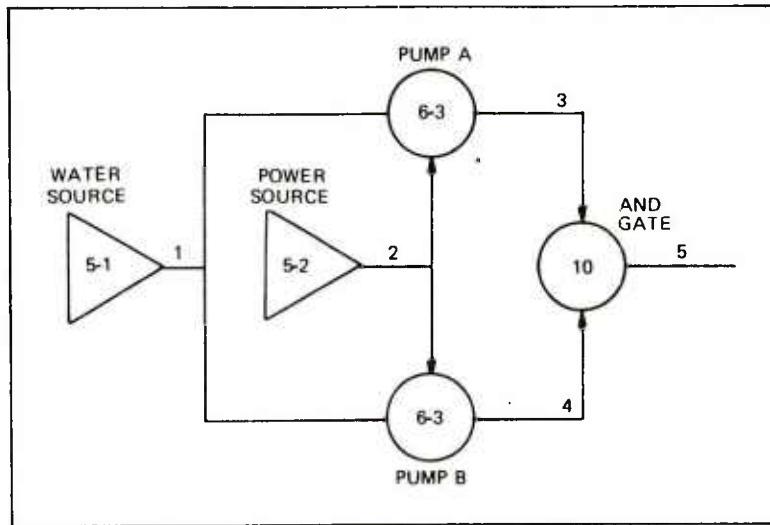 PUMP A
6-3
3
WATER
SOURCE
POWER
SOURCE
AND
GATE
5-1
1
5-2
2
10
5
6-3
4
PUMP B